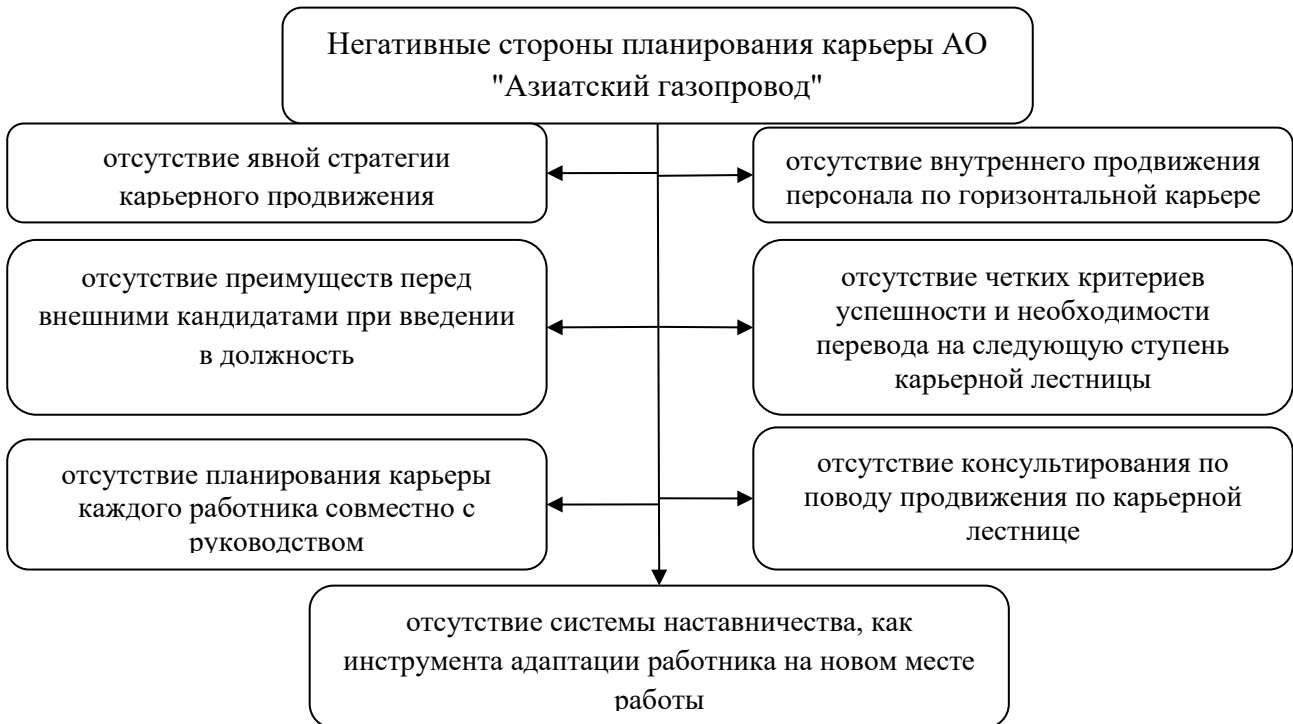 Негативные стороны планирования карьеры АО
"Азиатский газопровод"
отсутствие явной стратегии
карьерного продвижения
отсутствие внутреннего продвижения
персонала по горизонтальной карьере
отсутствие преимуществ перед
внешними кандидатами при введении
в должность
отсутствие четких критериев
успешности и необходимости
перевода на следующую ступень
карьерной лестницы
отсутствие планирования карьеры
каждого работника совместно с
руководством
отсутствие консультирования по
поводу продвижения по карьерной
лестнице
отсутствие системы наставничества, как
инструмента адаптации работника на новом месте
работы